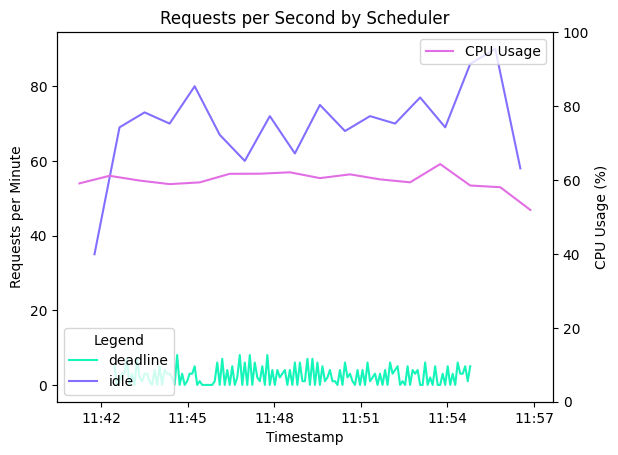 Requests per Second by Scheduler
CPU Usage
Requests per Minute
80
60
40
20
0
100
80
60
40
20
0
CPU Usage (%)
Legend
deadline
idle
11:42
11:45
11:48
11:51
11:54
11:57
Timestamp